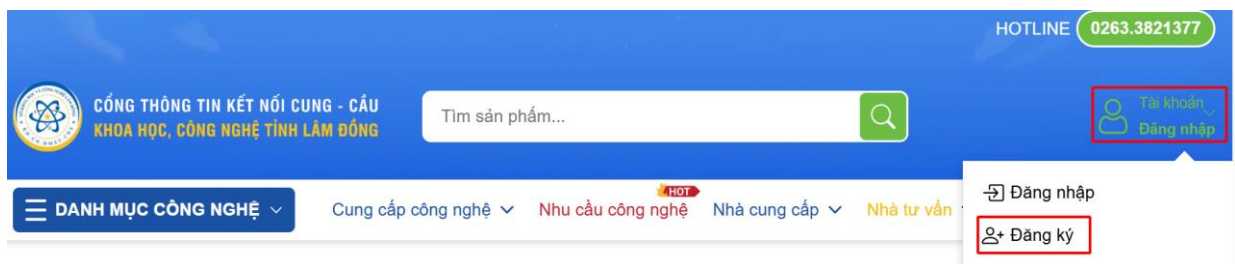 HOTLINE 0263.3821377
CỔNG THÔNG TIN KẾT NỐI CUNG - CẦU
KHOA HỌC, CÔNG NGHỆ TỈNH LÂM ĐỒNG
Tìm sản phẩm...
Tài khoản
Đăng nhập
DANH MỤC CÔNG NGHỆ
Cung cấp công nghệ
HOT
Nhu cầu công nghệ
Nhà cung cấp
Nhà tư vấn
Đăng nhập
Đăng ký